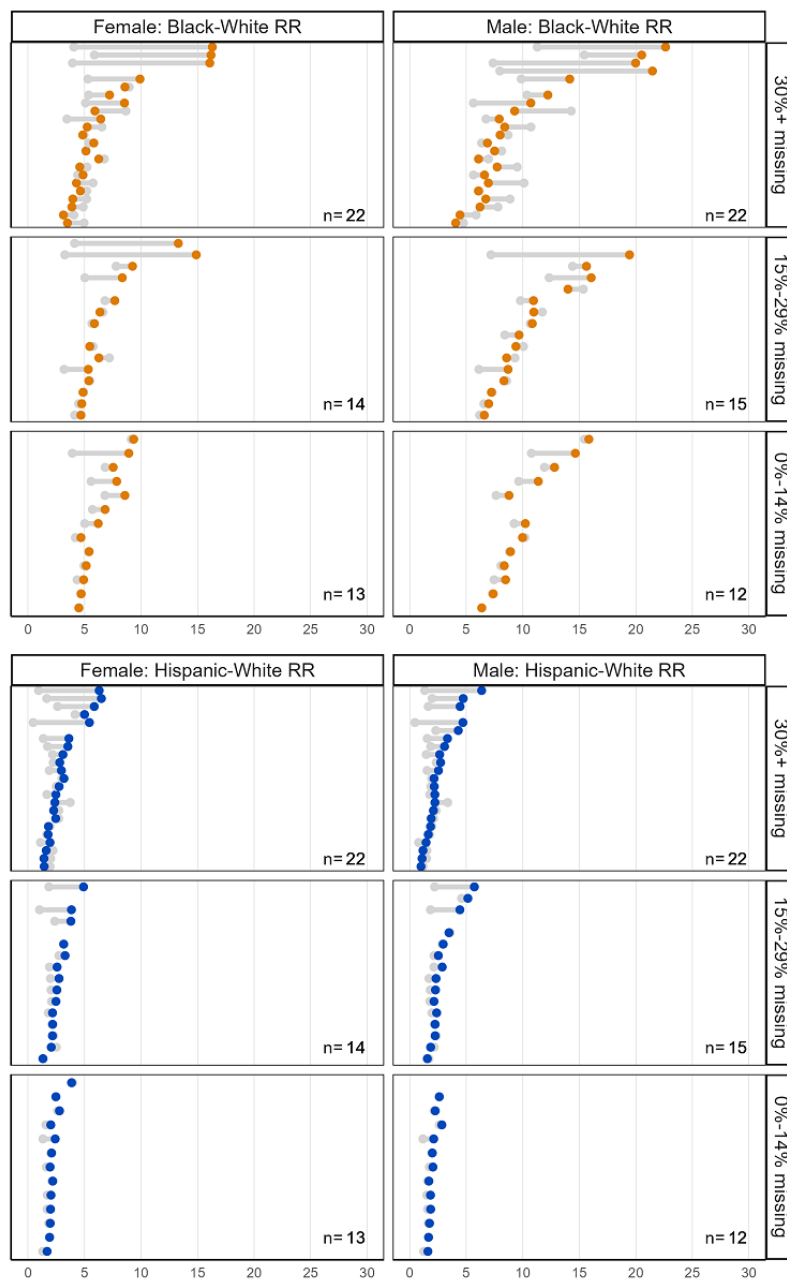 Female: Black-White RR
Male: Black-White RR
30%+ missing
n= 22
n= 22
15%-29% missing
n= 14
n= 15
0%-14% missing
n= 13
n= 12
0 5 10 15 20 25 30
0 5 10 15 20 25 30
Female: Hispanic-White RR
Male: Hispanic-White RR
30%+ missing
n= 22
n= 22
15%-29% missing
n= 14
n= 15
0%-14% missing
n= 13
n= 12
0 5 10 15 20 25 30
0 5 10 15 20 25 30